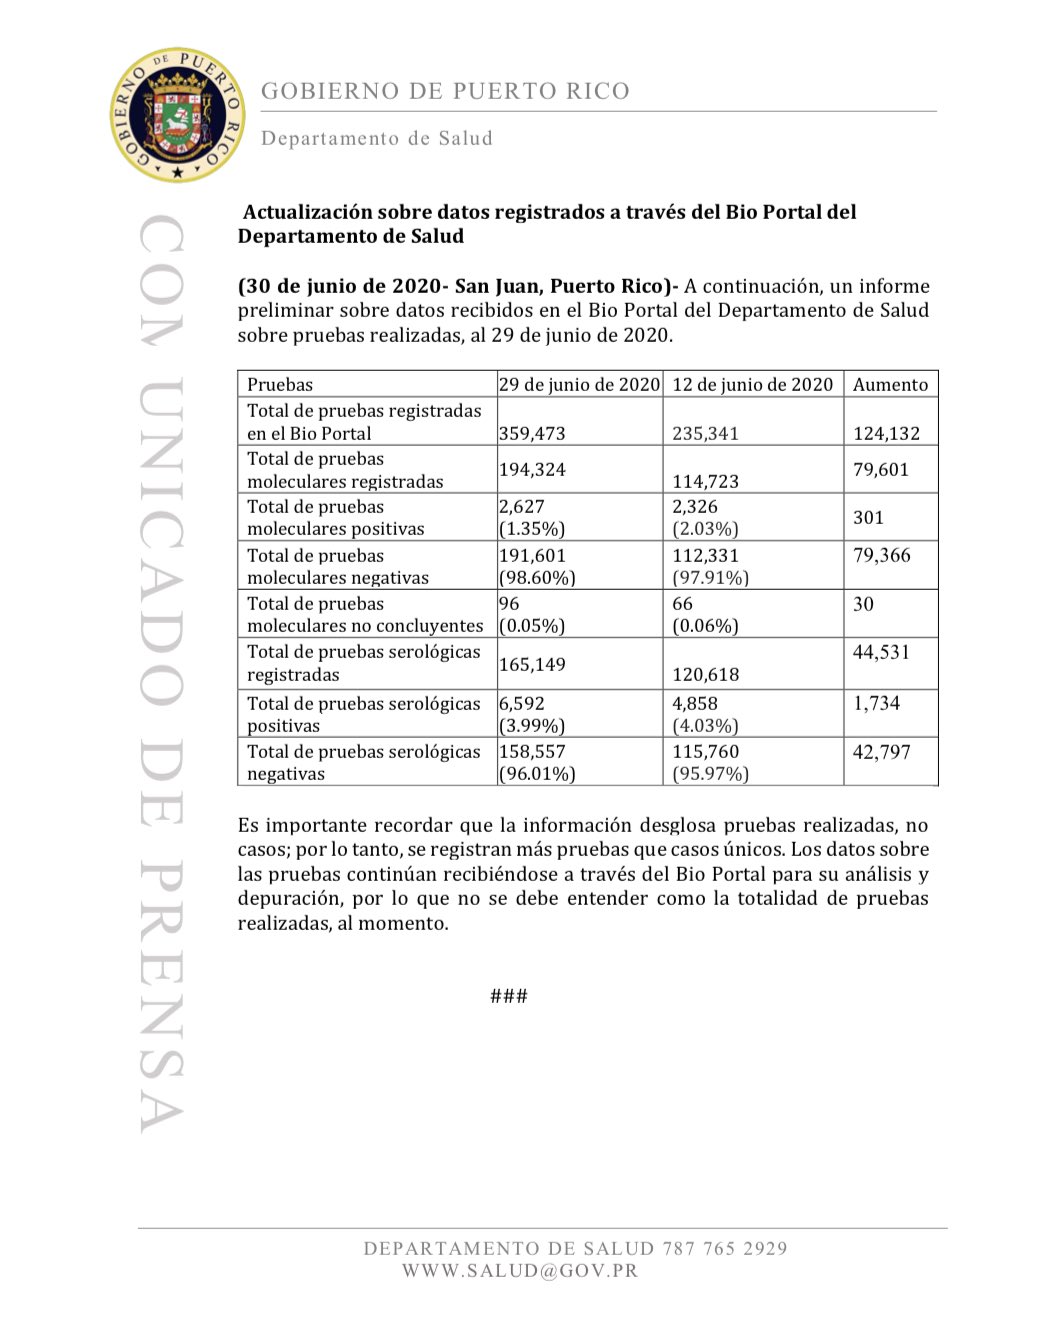 GOBIERNO DE PUERTO RICO
GOBIERNO DE PUERTO RICO
Departamento de Salud
COMUNICADO DE PRENSA
Actualización sobre datos registrados a través del Bio Portal del
Departamento de Salud
(30 de junio de 2020- San Juan, Puerto Rico)- A continuación, un informe
preliminar sobre datos recibidos en el Bio Portal del Departamento de Salud
sobre pruebas realizadas, al 29 de junio de 2020.
Pruebas 29 de junio de 2020 12 de junio de 2020 Aumento
Total de pruebas registradas
en el Bio Portal 359,473 235,341 124,132
Total de pruebas
moleculares registradas 194,324 114,723 79,601
Total de pruebas 2,627 2,326
moleculares positivas (1.35%) (2.03%) 301
Total de pruebas 191,601 112,331 79,366
moleculares negativas (98.60%) (97.91%)
Total de pruebas 96 66 30
moleculares no concluyentes (0.05%) (0.06%)
Total de pruebas serológicas 44,531
registradas 165,149 120,618
Total de pruebas serológicas 6,592 4,858 1,734
positivas (3.99%) (4.03%)
Total de pruebas serológicas 158,557 115,760 42,797
negativas (96.01%) (95.97%)
Es importante recordar que la información desglosa pruebas realizadas, no
casos; por lo tanto, se registran más pruebas que casos únicos. Los datos sobre
las pruebas continúan recibiéndose a través del Bio Portal para su análisis y
depuración, por lo que no se debe entender como la totalidad de pruebas
realizadas, al momento.
###
DEPARTAMENTO DE SALUD 787 765 2929
WWW.SALUD@GOV.PR